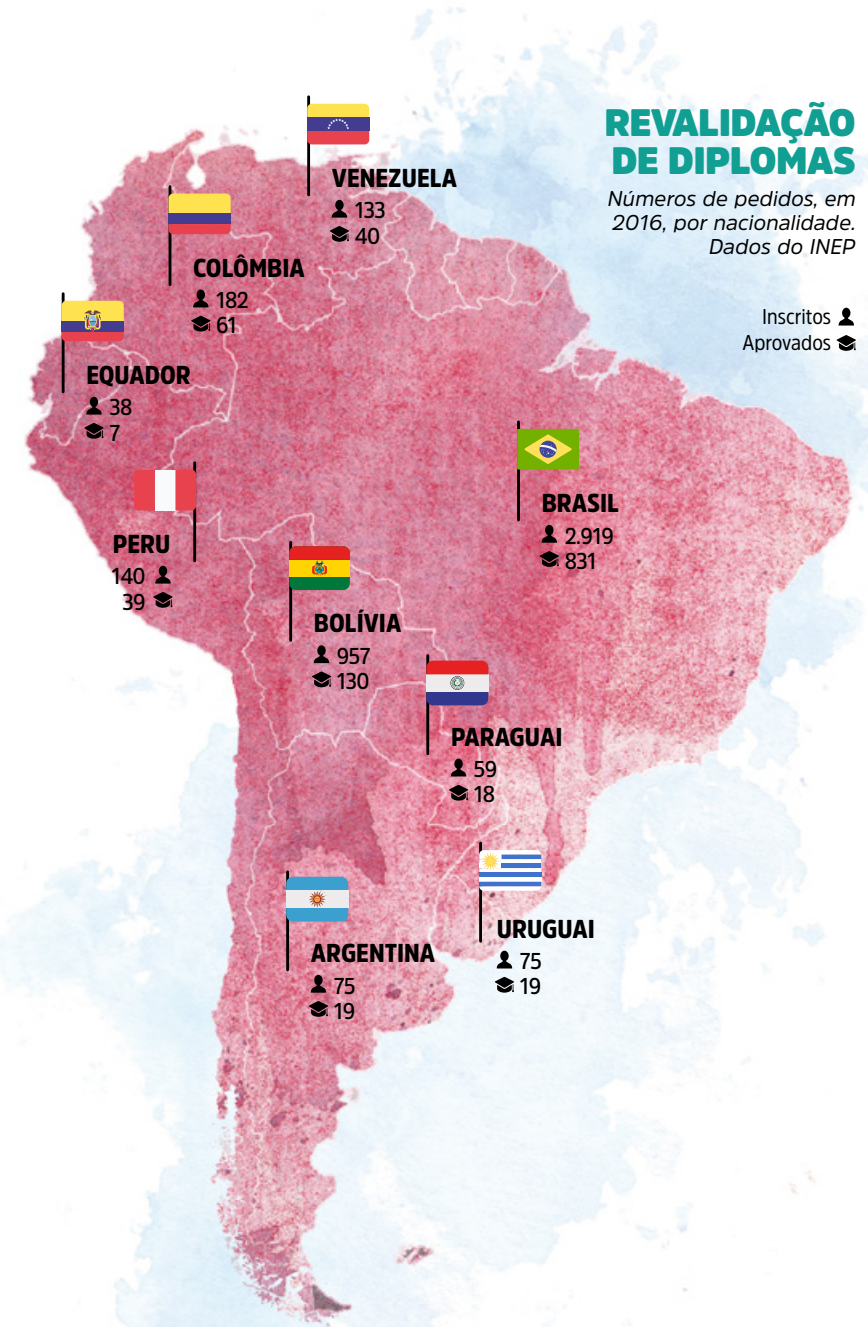 REVALIDAÇÃO
DE DIPLOMAS
Números de pedidos, em
2016, por nacionalidade.
Dados do INEP
Inscritos
Aprovados
VENEZUELA
133
40
COLÔMBIA
182
61
EQUADOR
38
7
BRASIL
2.919
831
PERU
140
39
BOLÍVIA
957
130
PARAGUAI
59
18
URUGUAI
75
19
ARGENTINA
75
19